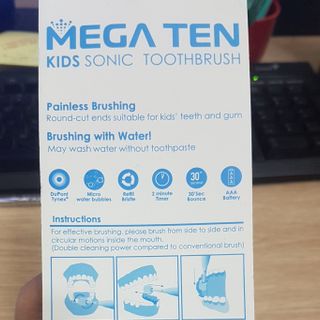 MEGA TEN
KIDS SONIC TOOTHBRUSH
Painless Brushing
Round-cut ends suitable for kids' teeth and gum
Brushing with Water!
May wash water without toothpaste
DuPont Tynex
Micro water bubbles
Refill Bristle
2 minute Timer
30
30'Sec Bounce
AAA Battery
Instructions
For effective brushing, please brush from side to side and in
circular motions inside the mouth.
(Double cleaning power compared to conventional brush)